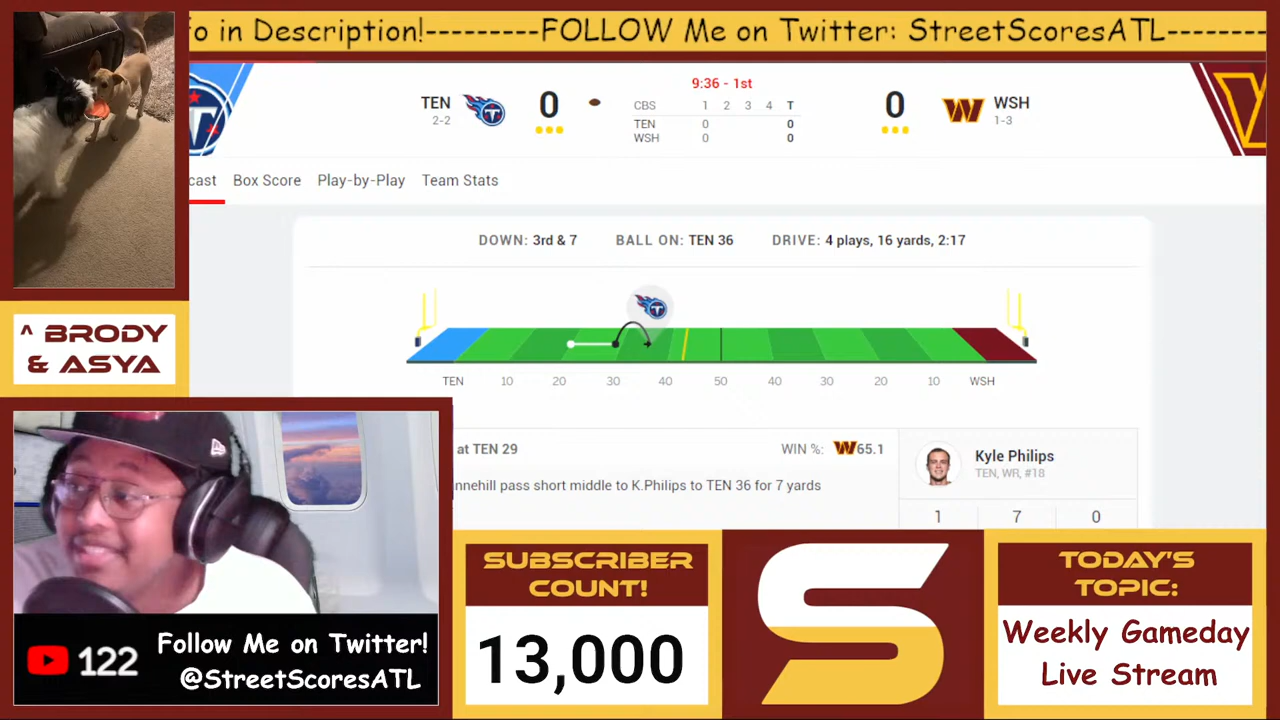 fo in Description!---------FOLLOW Me on Twitter: StreetScoresATL--------
TEN
2-2
0
9:36 - 1st
CBS 1 2 3 4 T
TEN 0 0
WSH 0 0
0
WSH
1-3
cast Box Score Play-by-Play Team Stats
DOWN: 3rd & 7 BALL ON: TEN 36 DRIVE: 4 plays, 16 yards, 2:17
TEN 10 20 30 40 50 40 30 20 10 WSH
^ BRODY
& ASYA
at TEN 29 WIN %: W 65.1
nnehill pass short middle to K.Philips to TEN 36 for 7 yards
Kyle Philips
TEN, WR, #18
1 7 0
122
Follow Me on Twitter!
@StreetScoresATL
SUBSCRIBER
COUNT!
13,000
S
TODAY'S
TOPIC:
Weekly Gameday
Live Stream